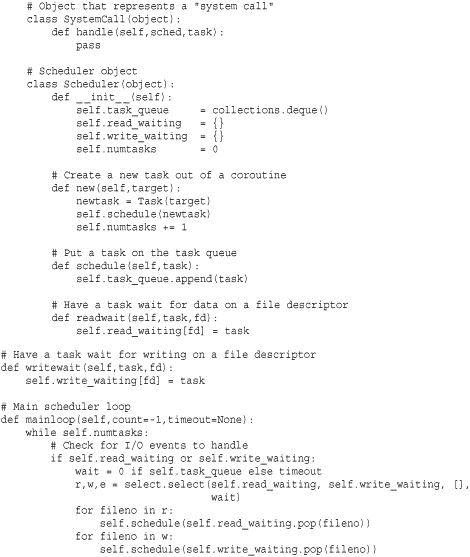 # Object that represents a "system call"
class SystemCall(object):
    def handle(self,sched,task):
        pass

# Scheduler object
class Scheduler(object):
    def __init__(self):
        self.task_queue    = collections.deque()
        self.read_waiting  = {}
        self.write_waiting = {}
        self.numtasks      = 0

    # Create a new task out of a coroutine
    def new(self,target):
        newtask = Task(target)
        self.schedule(newtask)
        self.numtasks += 1

    # Put a task on the task queue
    def schedule(self,task):
        self.task_queue.append(task)

    # Have a task wait for data on a file descriptor
    def readwait(self,task,fd):
        self.read_waiting[fd] = task

# Have a task wait for writing on a file descriptor
def writewait(self,task,fd):
    self.write_waiting[fd] = task

# Main scheduler loop
def mainloop(self,count=-1,timeout=None):
    while self.numtasks:
        # Check for I/O events to handle
        if self.read_waiting or self.write_waiting:
            wait = 0 if self.task_queue else timeout
            r,w,e = select.select(self.read_waiting, self.write_waiting, [],
                                  wait)
            for fileno in r:
                self.schedule(self.read_waiting.pop(fileno))
            for fileno in w:
                self.schedule(self.write_waiting.pop(fileno))